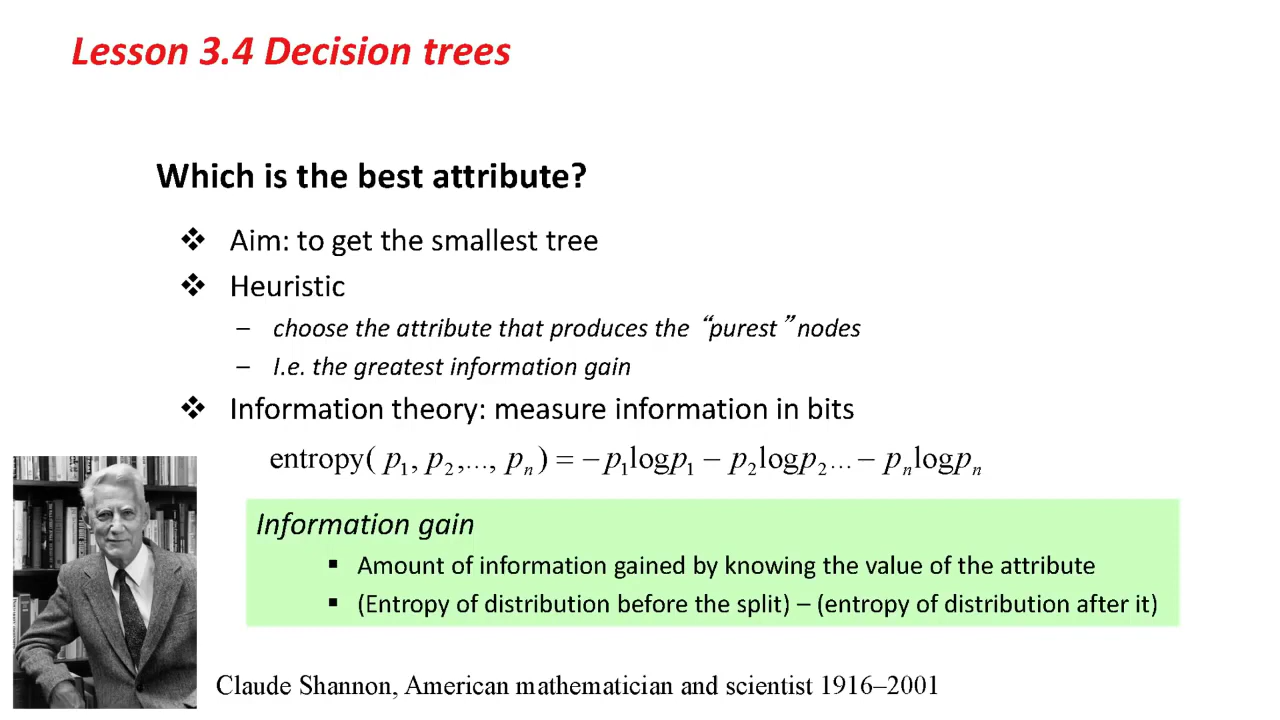 Lesson 3.4 Decision trees
Which is the best attribute?
❖ Aim: to get the smallest tree
❖ Heuristic
– choose the attribute that produces the “purest” nodes
– I.e. the greatest information gain
❖ Information theory: measure information in bits
entropy( p₁, p₂,..., pₙ ) = −p₁logp₁ − p₂logp₂... − pₙlogpₙ
Information gain
▪ Amount of information gained by knowing the value of the attribute
▪ (Entropy of distribution before the split) – (entropy of distribution after it)
Claude Shannon, American mathematician and scientist 1916–2001